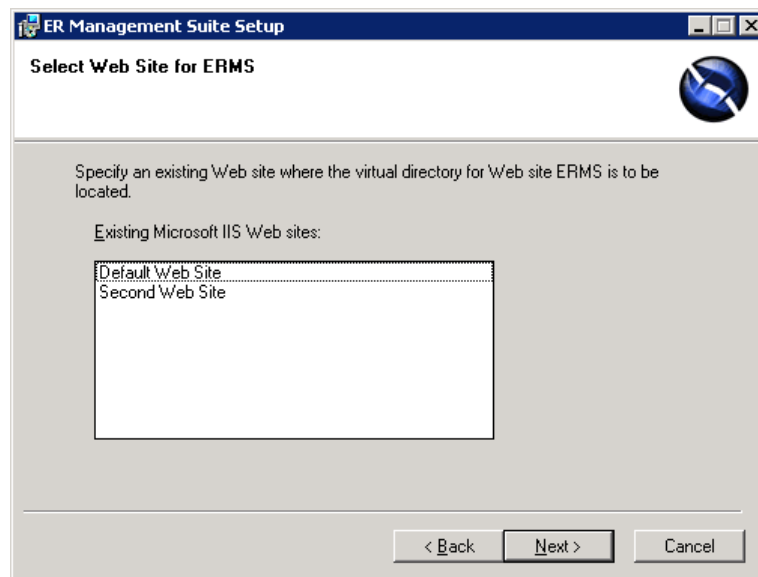 ER Management Suite Setup
Select Web Site for ERMS
Specify an existing Web site where the virtual directory for Web site ERMS is to be
located.
Existing Microsoft IIS Web sites:
Default Web Site
Second Web Site
< Back
Next >
Cancel